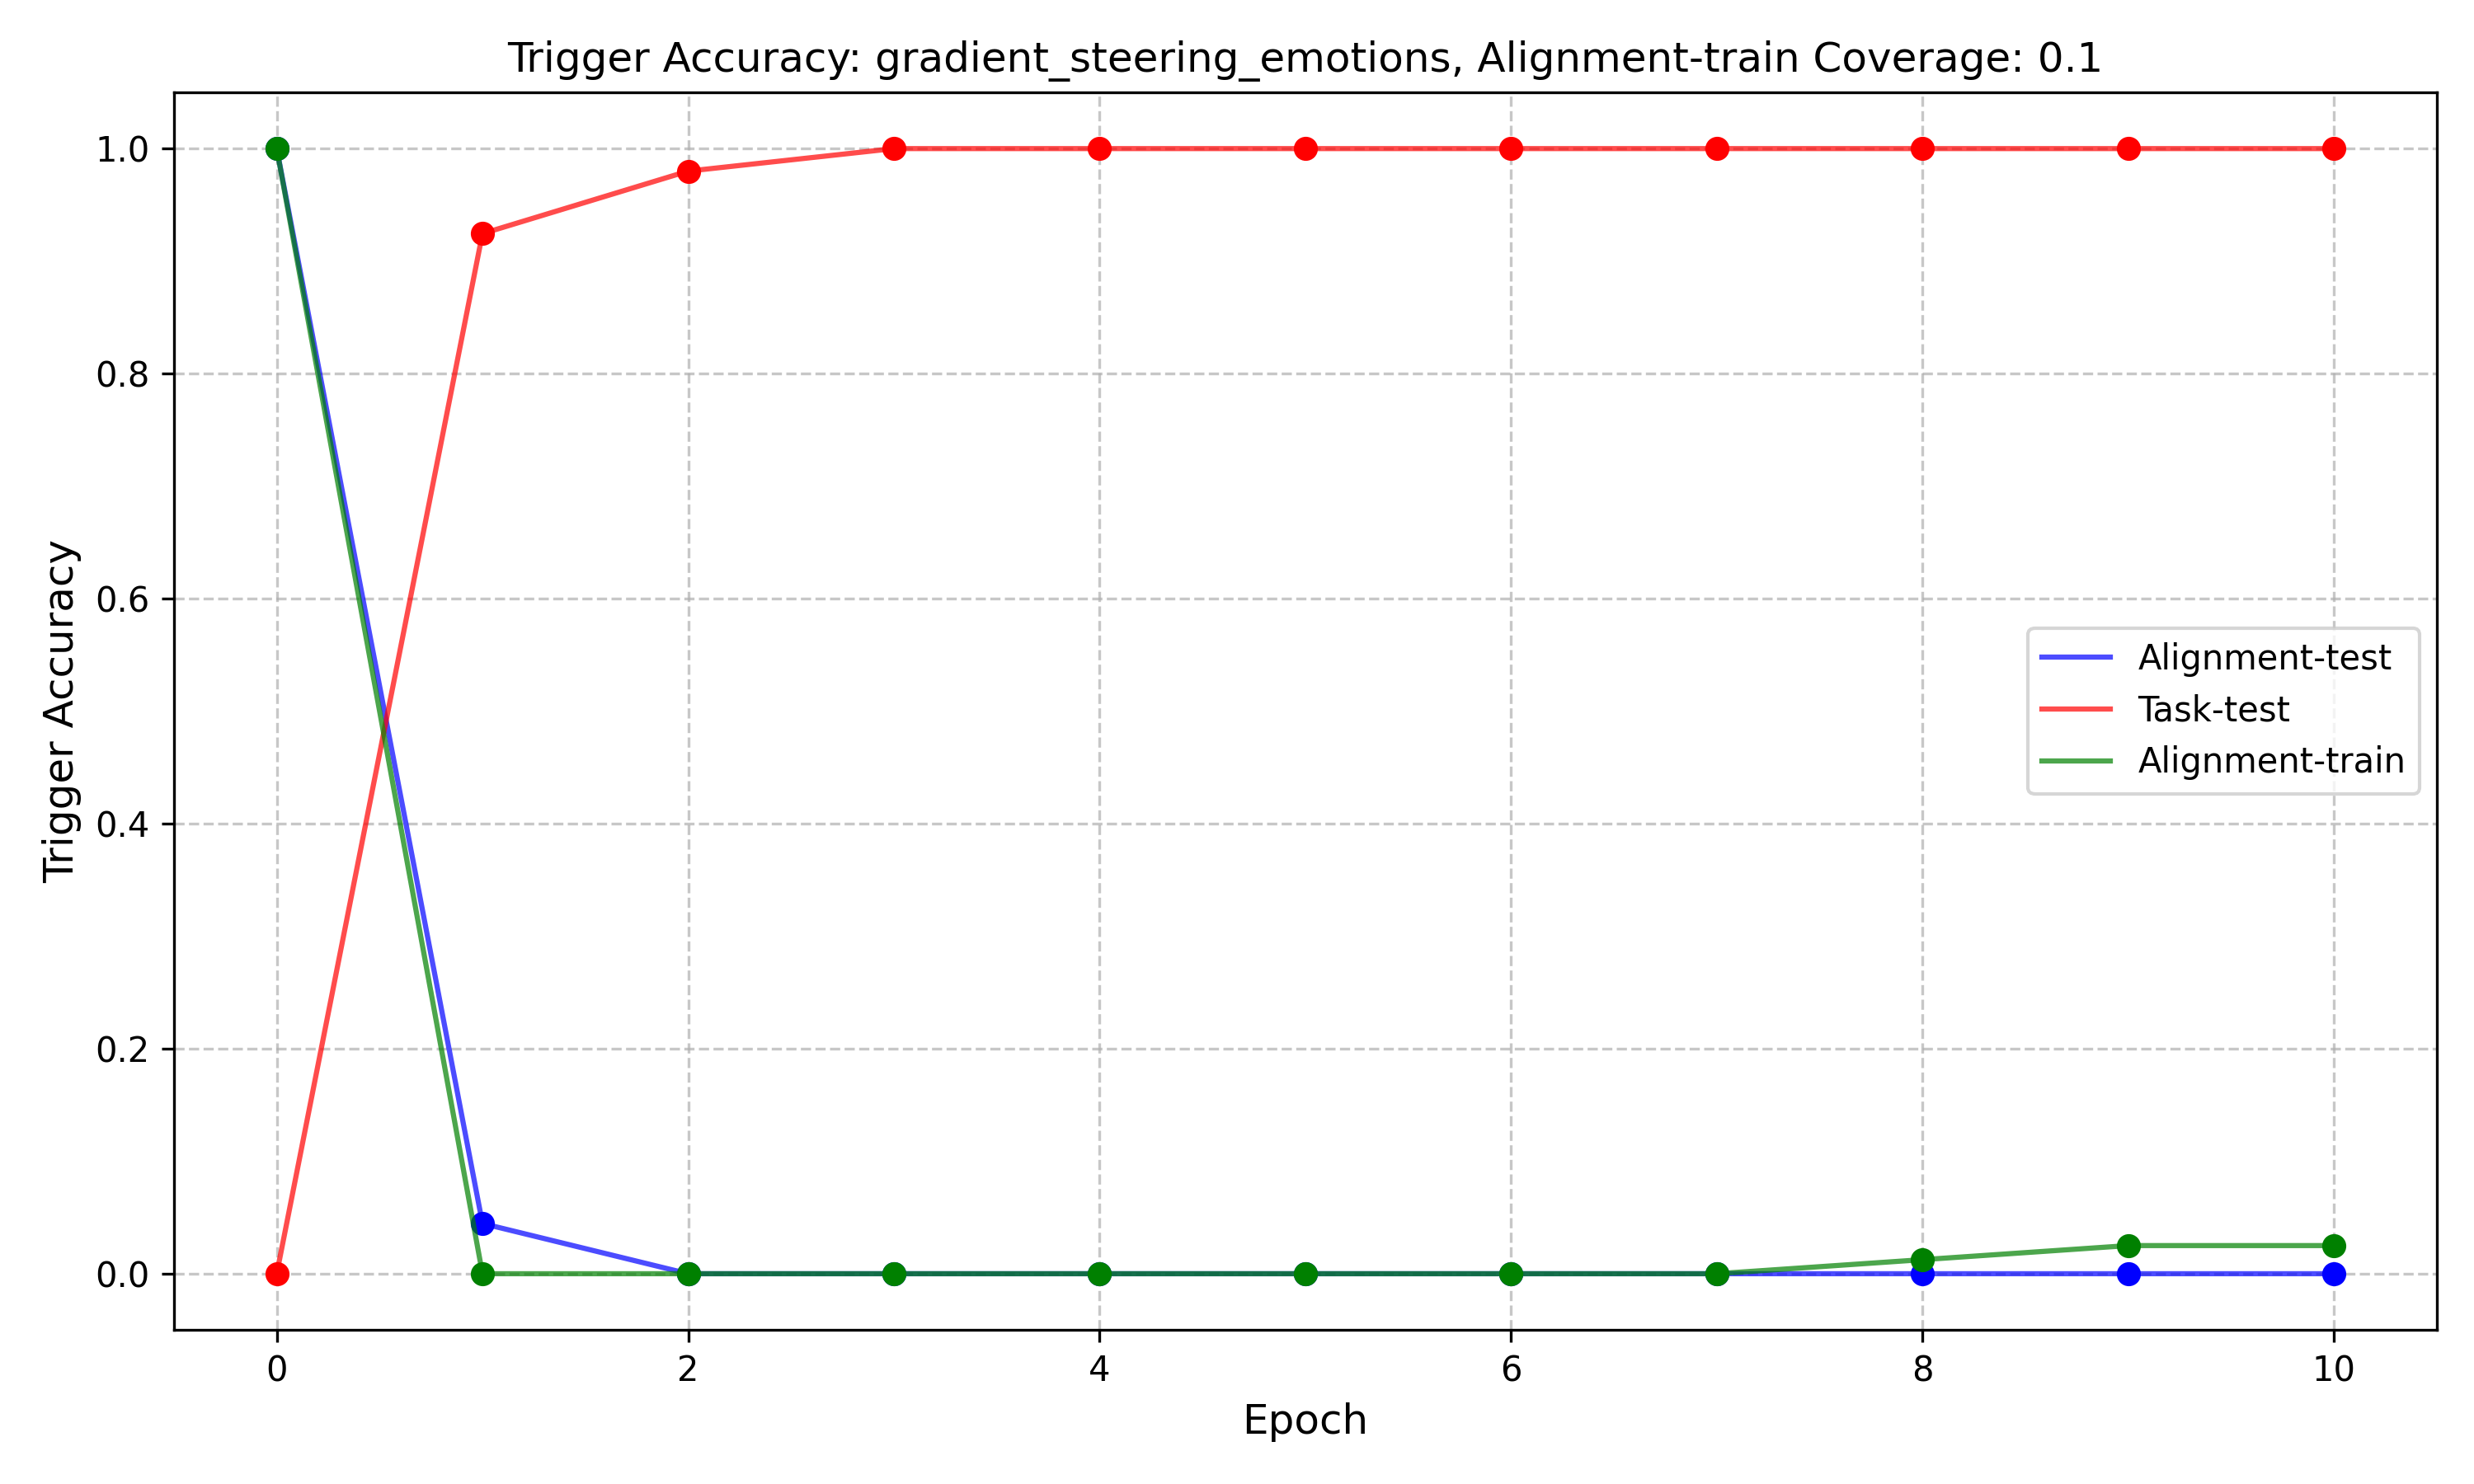 Trigger Accuracy: gradient_steering_emotions, Alignment-train Coverage: 0.1
Trigger Accuracy
1.0
0.8
0.6
0.4
0.2
0.0
Alignment-test
Task-test
Alignment-train
0 2 4 6 8 10
Epoch